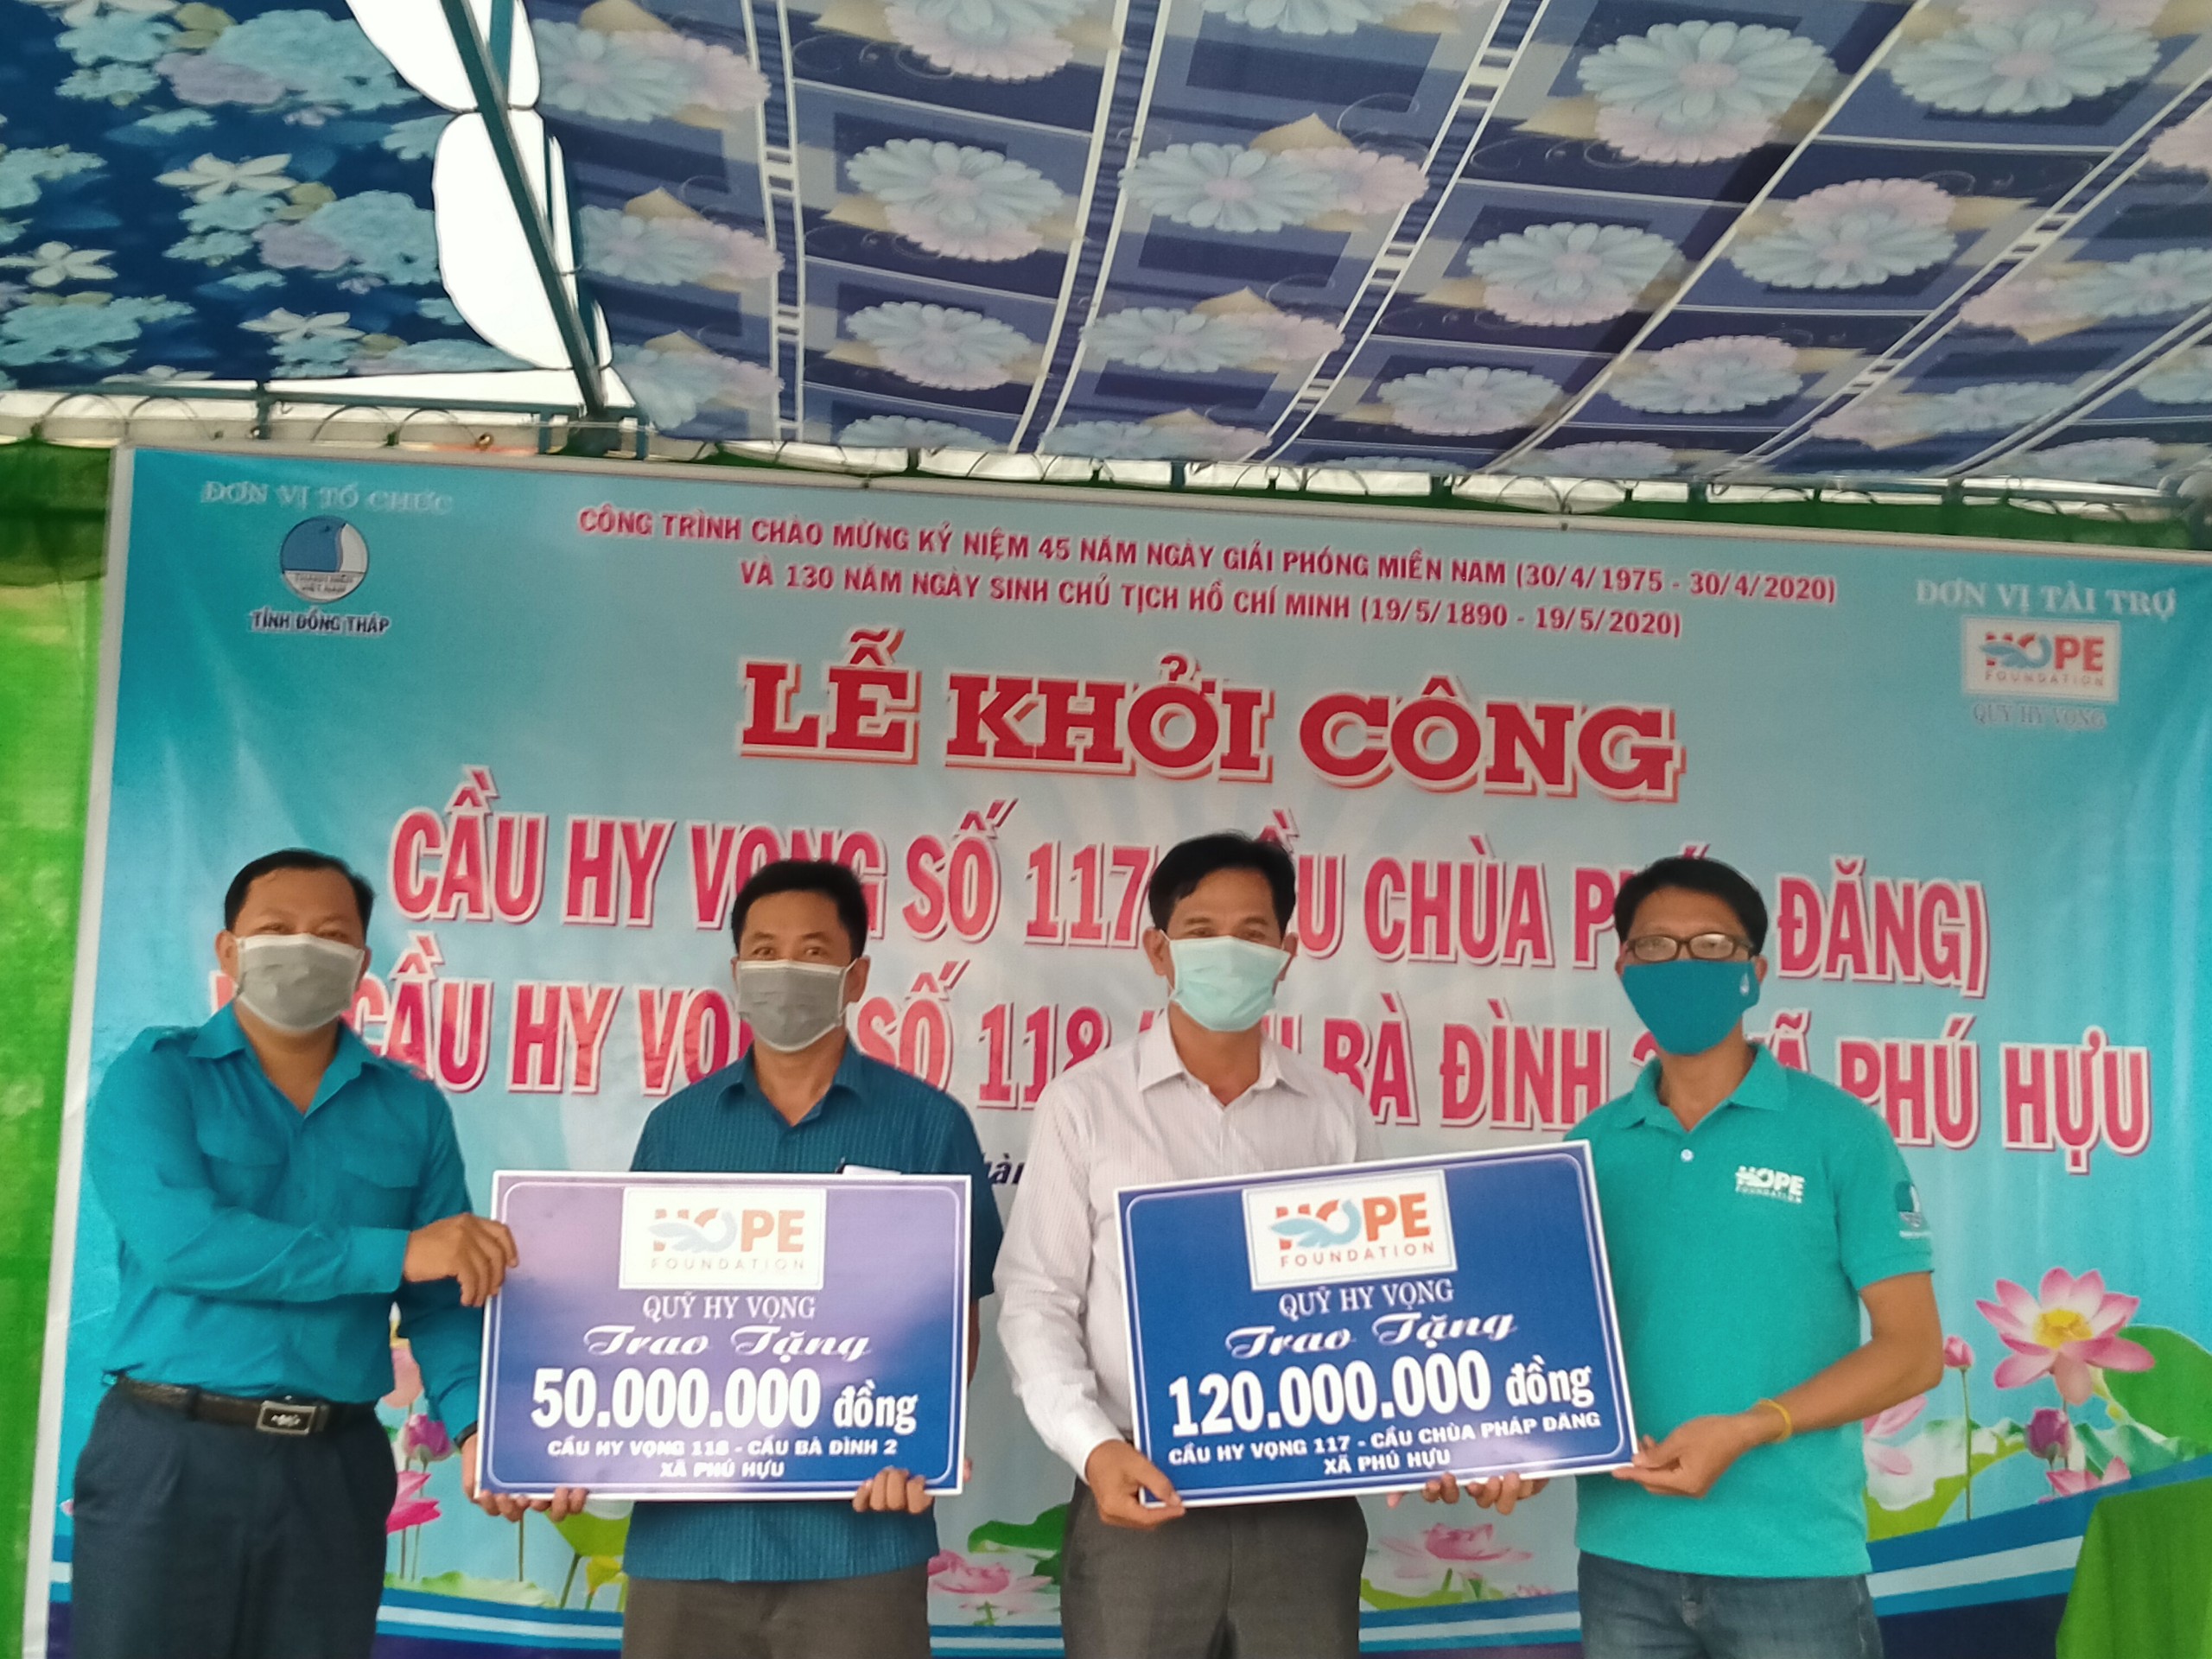 ĐƠN VỊ TỔ CHỨC
THANH NIÊN
VIỆT NAM
TỈNH ĐỒNG THÁP
CÔNG TRÌNH CHÀO MỪNG KỶ NIỆM 45 NĂM NGÀY GIẢI PHÓNG MIỀN NAM (30/4/1975 - 30/4/2020)
VÀ 130 NĂM NGÀY SINH CHỦ TỊCH HỒ CHÍ MINH (19/5/1890 - 19/5/2020)
ĐƠN VỊ TÀI TRỢ
HOPE
FOUNDATION
QUỸ HY VỌNG
LỄ KHỞI CÔNG
CẦU HY VỌNG SỐ 117 CHÙA ĐĂNG)
CẦU HY VỌNG SỐ 118 BÀ ĐÌNH XÃ PHÚ HỰU
HOPE
FOUNDATION
QUỸ HY VỌNG
Trao Tặng
50.000.000 đồng
CẦU HY VỌNG 118 - CẦU BÀ ĐÌNH 2
XÃ PHÚ HỰU
HOPE
FOUNDATION
QUỸ HY VỌNG
Trao Tặng
120.000.000 đồng
CẦU HY VỌNG 117 - CẦU CHÙA PHÁP ĐĂNG
XÃ PHÚ HỰU
HOPE
FOUNDATION